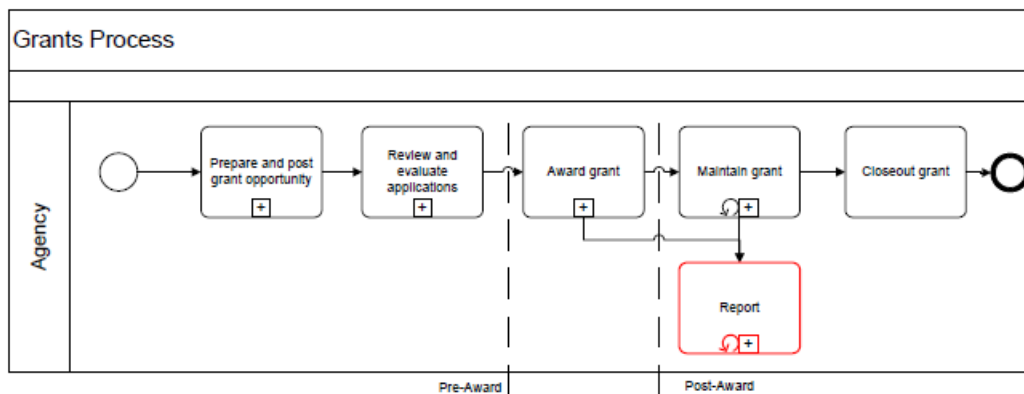 Grants Process
Agency
Prepare and post
grant opportunity
Review and
evaluate
applications
Award grant
Maintain grant
Closeout grant
Report
Pre-Award
Post-Award